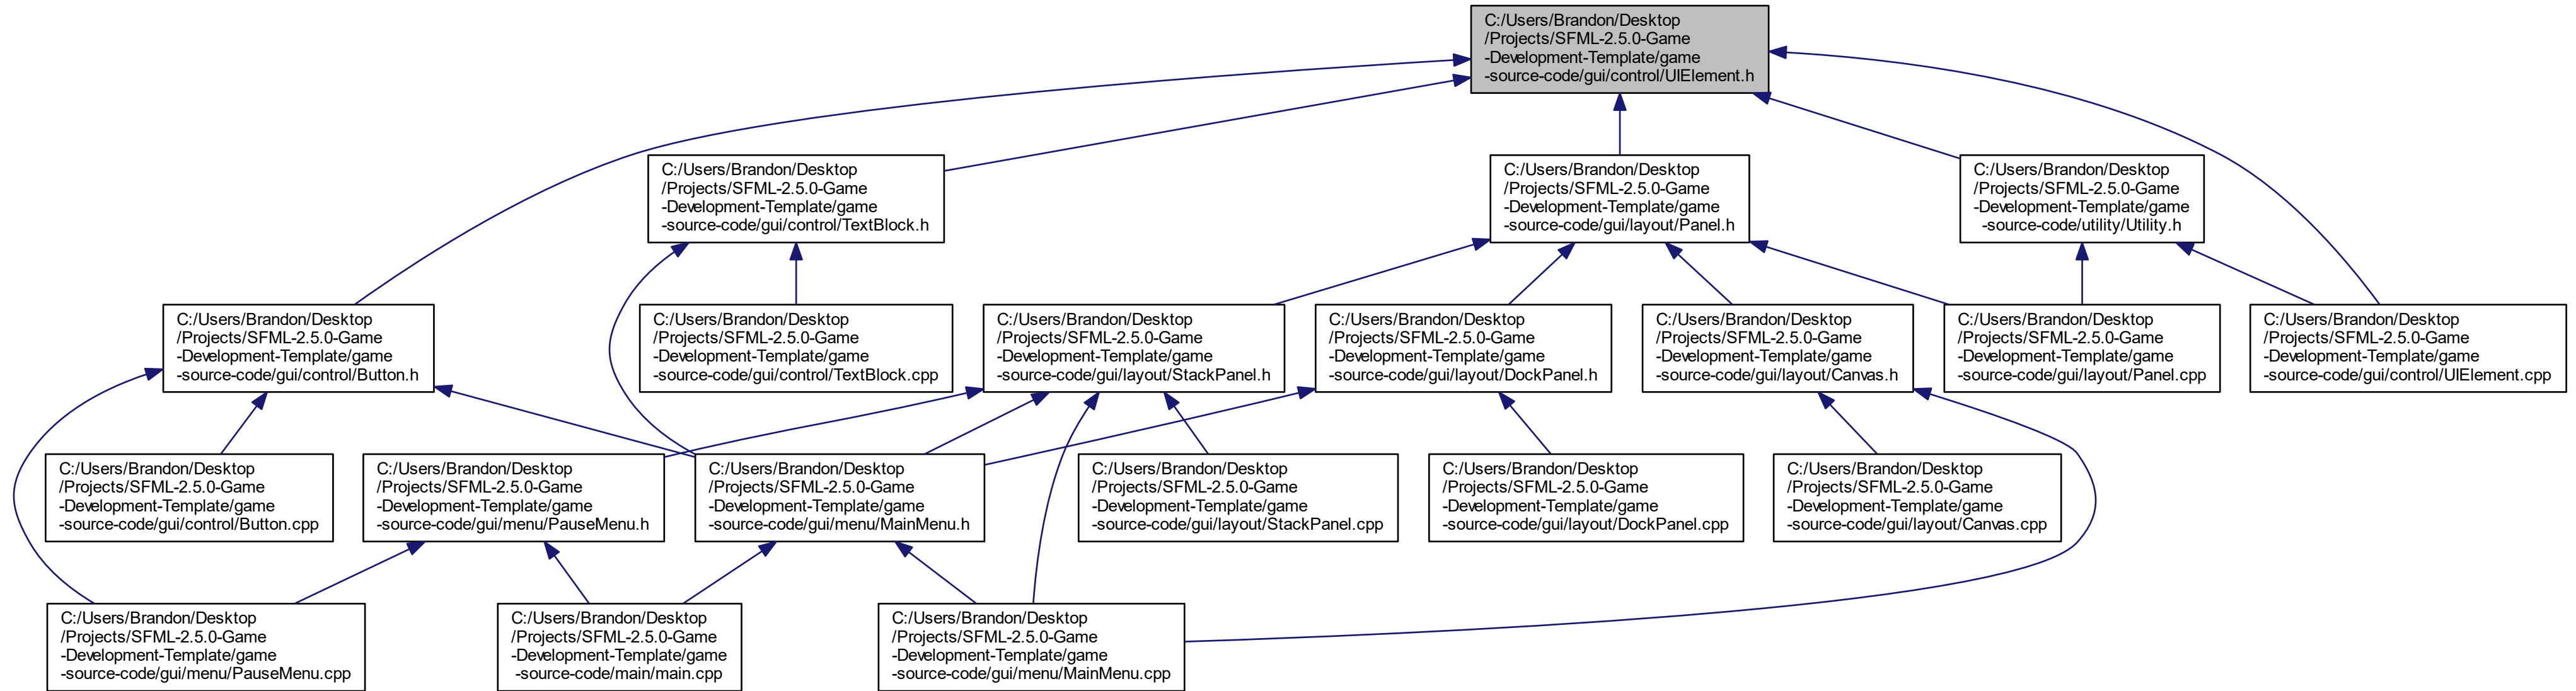 C:/Users/Brandon/Desktop
/Projects/SFML-2.5.0-Game
-Development-Template/game
-source-code/gui/control/UIElement.h
C:/Users/Brandon/Desktop
/Projects/SFML-2.5.0-Game
-Development-Template/game
-source-code/gui/control/TextBlock.h
C:/Users/Brandon/Desktop
/Projects/SFML-2.5.0-Game
-Development-Template/game
-source-code/gui/layout/Panel.h
C:/Users/Brandon/Desktop
/Projects/SFML-2.5.0-Game
-Development-Template/game
-source-code/utility/Utility.h
C:/Users/Brandon/Desktop
/Projects/SFML-2.5.0-Game
-Development-Template/game
-source-code/gui/control/Button.h
C:/Users/Brandon/Desktop
/Projects/SFML-2.5.0-Game
-Development-Template/game
-source-code/gui/control/TextBlock.cpp
C:/Users/Brandon/Desktop
/Projects/SFML-2.5.0-Game
-Development-Template/game
-source-code/gui/layout/StackPanel.h
C:/Users/Brandon/Desktop
/Projects/SFML-2.5.0-Game
-Development-Template/game
-source-code/gui/layout/DockPanel.h
C:/Users/Brandon/Desktop
/Projects/SFML-2.5.0-Game
-Development-Template/game
-source-code/gui/layout/Canvas.h
C:/Users/Brandon/Desktop
/Projects/SFML-2.5.0-Game
-Development-Template/game
-source-code/gui/layout/Panel.cpp
C:/Users/Brandon/Desktop
/Projects/SFML-2.5.0-Game
-Development-Template/game
-source-code/gui/control/UIElement.cpp
C:/Users/Brandon/Desktop
/Projects/SFML-2.5.0-Game
-Development-Template/game
-source-code/gui/control/Button.cpp
C:/Users/Brandon/Desktop
/Projects/SFML-2.5.0-Game
-Development-Template/game
-source-code/gui/menu/PauseMenu.h
C:/Users/Brandon/Desktop
/Projects/SFML-2.5.0-Game
-Development-Template/game
-source-code/gui/menu/MainMenu.h
C:/Users/Brandon/Desktop
/Projects/SFML-2.5.0-Game
-Development-Template/game
-source-code/gui/layout/StackPanel.cpp
C:/Users/Brandon/Desktop
/Projects/SFML-2.5.0-Game
-Development-Template/game
-source-code/gui/layout/DockPanel.cpp
C:/Users/Brandon/Desktop
/Projects/SFML-2.5.0-Game
-Development-Template/game
-source-code/gui/layout/Canvas.cpp
C:/Users/Brandon/Desktop
/Projects/SFML-2.5.0-Game
-Development-Template/game
-source-code/gui/menu/PauseMenu.cpp
C:/Users/Brandon/Desktop
/Projects/SFML-2.5.0-Game
-Development-Template/game
-source-code/main/main.cpp
C:/Users/Brandon/Desktop
/Projects/SFML-2.5.0-Game
-Development-Template/game
-source-code/gui/menu/MainMenu.cpp